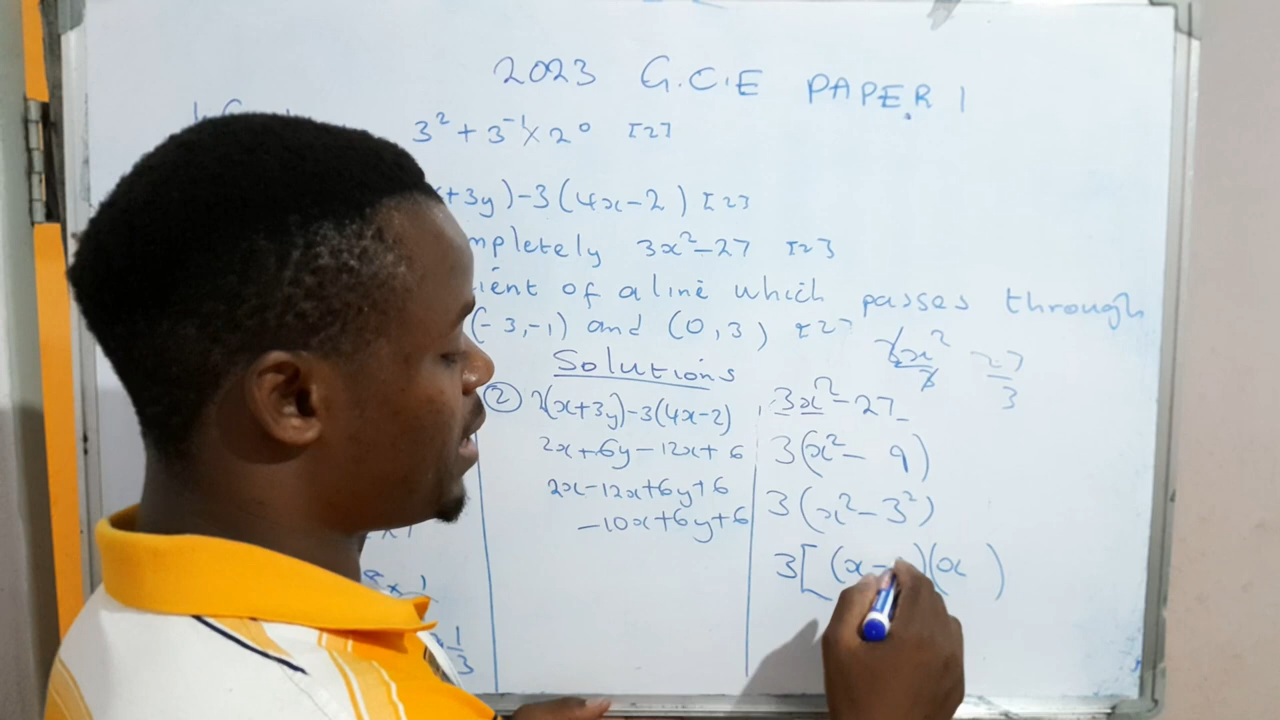 2023 G.C.E PAPER 1
3² + 3⁻¹ × 2⁰ [2]
+3y)-3(4x-2) [2]
mpletely 3x²-27 [2]
ient of a line which passes through
(-3,-1) and (0,3) [2]
Solutions
② 2(x+3y)-3(4x-2)
2x+6y-12x+6
2x-12x+6y+6
-10x+6y+6
3x²/3 27/3
3x²-27
3(x²-9)
3(x²-3²)
3[(x- )(x )
1/3